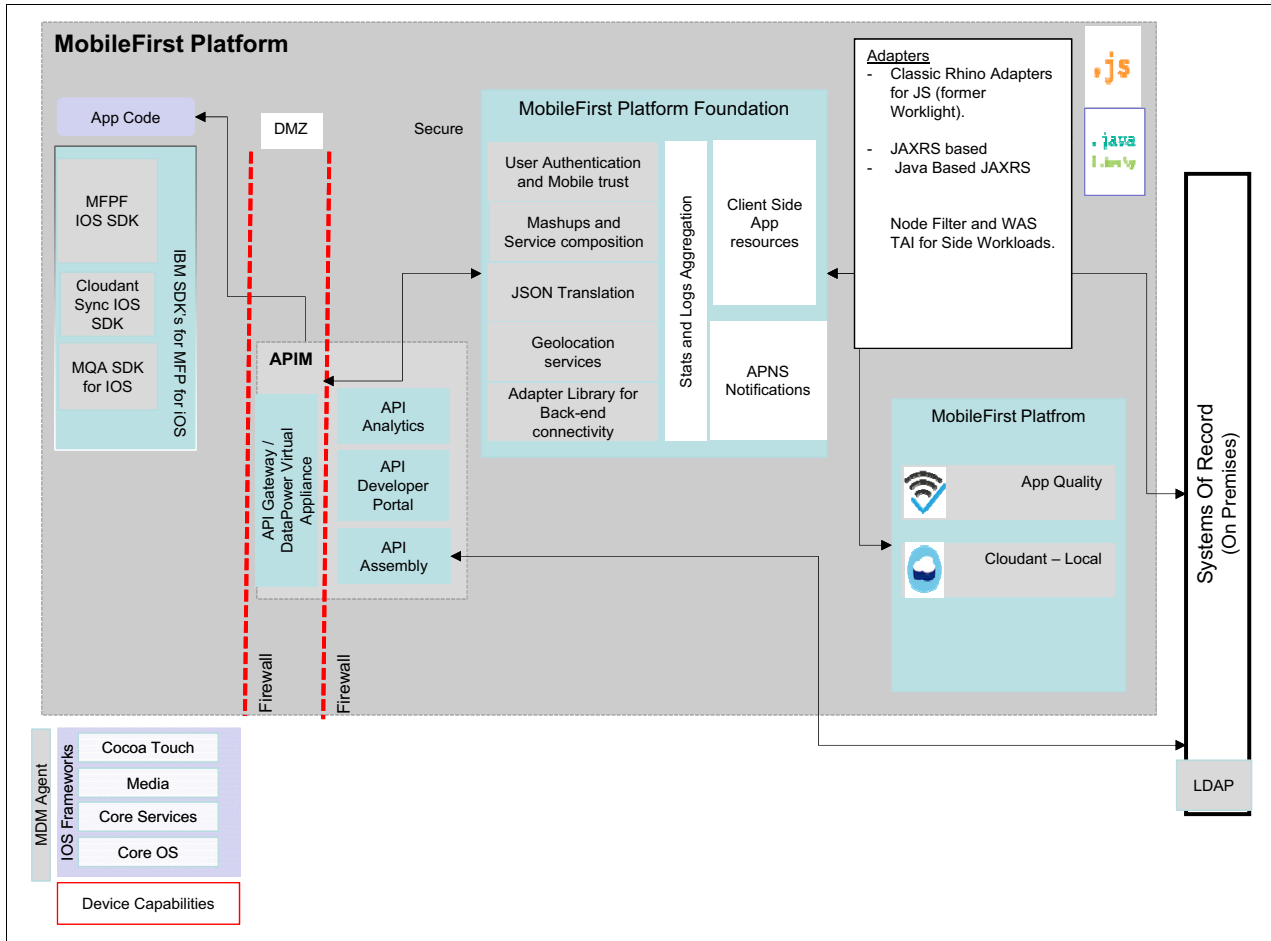 MobileFirst Platform
App Code
MFPF
IOS SDK
Cloudant
Sync IOS
SDK
MQA SDK
for IOS
IBM SDK's for MFP for iOS
DMZ
Secure
Firewall
Firewall
APIM
API Gateway /
DataPower Virtual
Appliance
API
Analytics
API
Developer
Portal
API
Assembly
MobileFirst Platform Foundation
User Authentication
and Mobile trust
Mashups and
Service composition
JSON Translation
Geolocation
services
Adapter Library for
Back-end
connectivity
Stats and Logs Aggregation
Client Side
App
resources
APNS
Notifications
Adapters
- Classic Rhino Adapters
for JS (former
Worklight).
- JAXRS based
- Java Based JAXRS
Node Filter and WAS
TAI for Side Workloads.
.js
.java
MobileFirst Platfrom
App Quality
Cloudant – Local
Systems Of Record
(On Premises)
LDAP
MDM Agent
IOS Frameworks
Cocoa Touch
Media
Core Services
Core OS
Device Capabilities